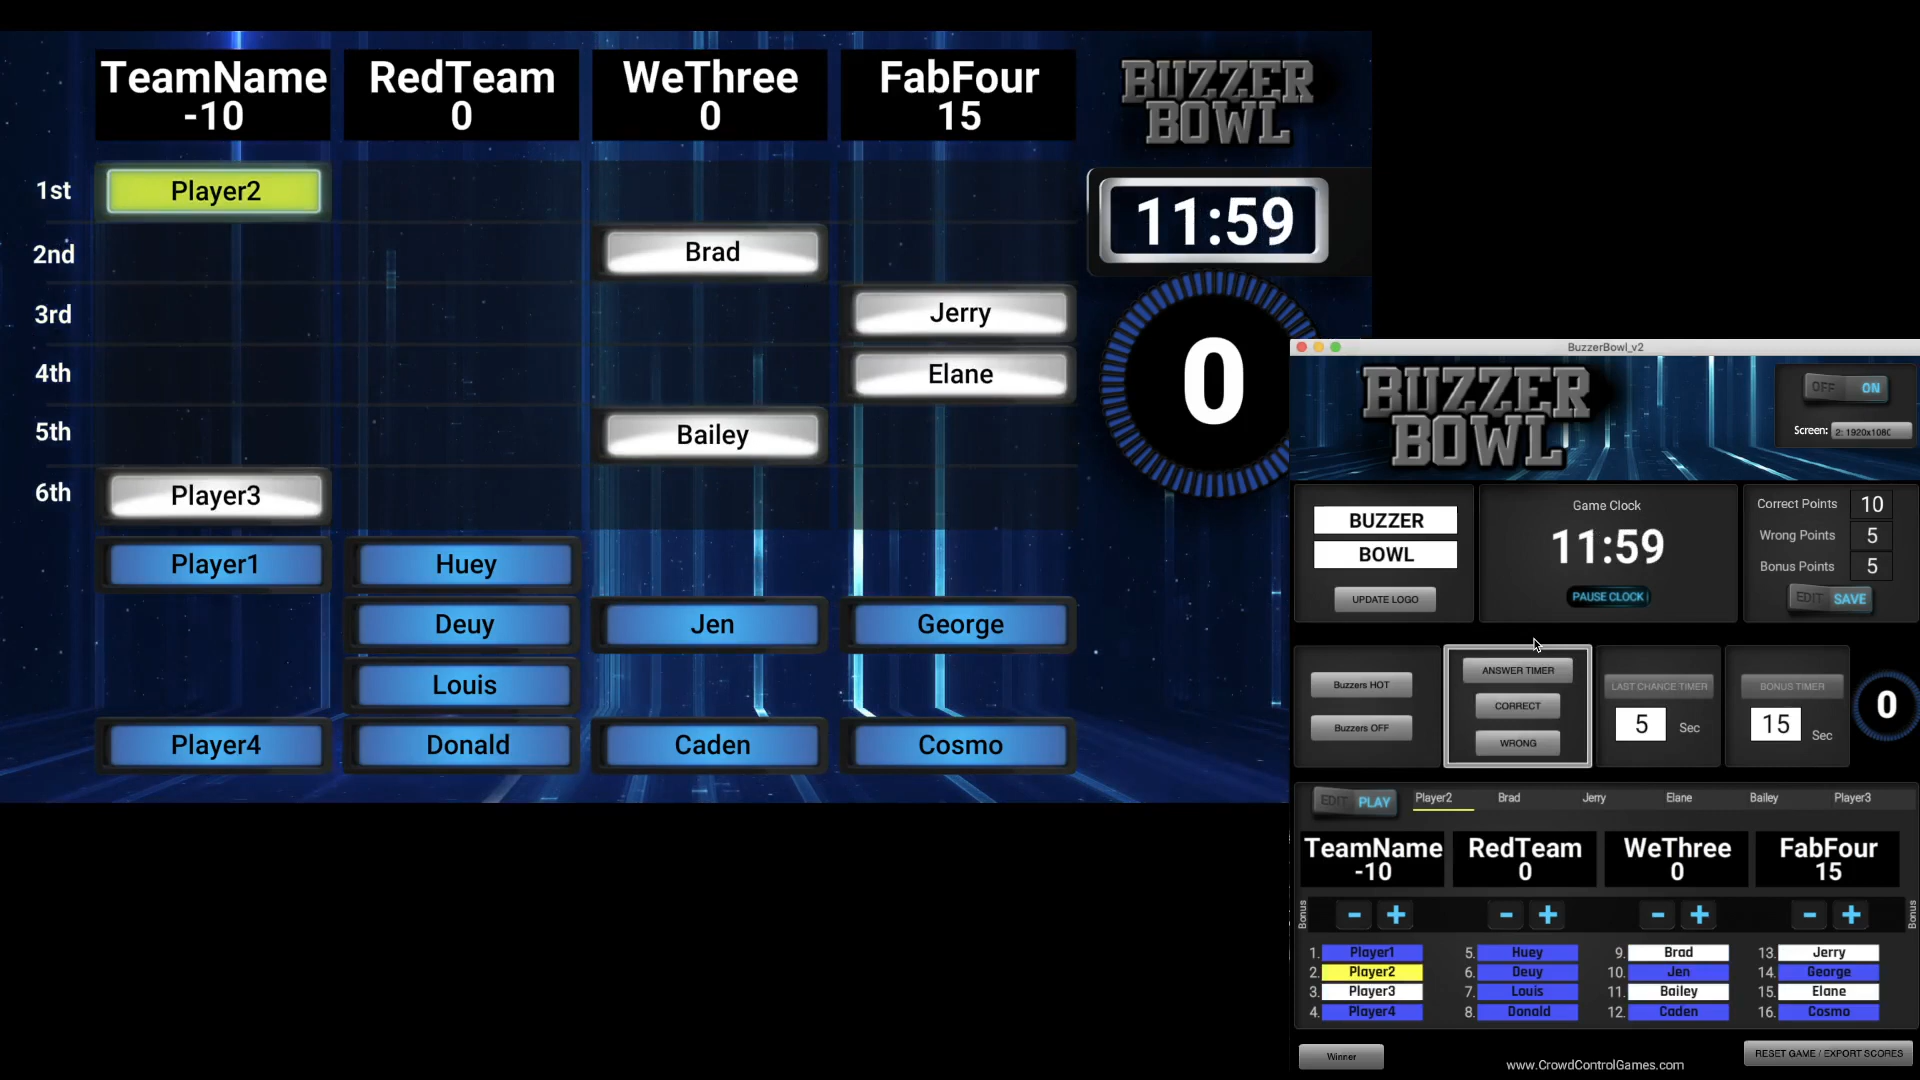 TeamName
-10
RedTeam
0
WeThree
0
FabFour
15
BUZZER
BOWL
11:59
0
1st
Player2
2nd
Brad
3rd
Jerry
4th
Elane
5th
Bailey
6th
Player3
Player1
Huey
Deuy
Jen
George
Louis
Player4
Donald
Caden
Cosmo
BuzzerBowl_v2
BUZZER
BOWL
OFF ON
Screen: 2: 1920x108(
BUZZER
BOWL
UPDATE LOGO
Game Clock
11:59
PAUSE CLOCK
Correct Points 10
Wrong Points 5
Bonus Points 5
EDIT SAVE
Buzzers HOT
Buzzers OFF
ANSWER TIMER
CORRECT
WRONG
LAST CHANCE TIMER
5 Sec
BONUS TIMER
15 Sec
0
EDIT PLAY
Player2 Brad Jerry Elane Bailey Player3
TeamName
-10
RedTeam
0
WeThree
0
FabFour
15
Bonus
- +
- +
- +
- +
Bonus
1. Player1
2. Player2
3. Player3
4. Player4
5. Huey
6. Deuy
7. Louis
8. Donald
9. Brad
10. Jen
11. Bailey
12. Caden
13. Jerry
14. George
15. Elane
16. Cosmo
Winner
www.CrowdControlGames.com
RESET GAME / EXPORT SCORES